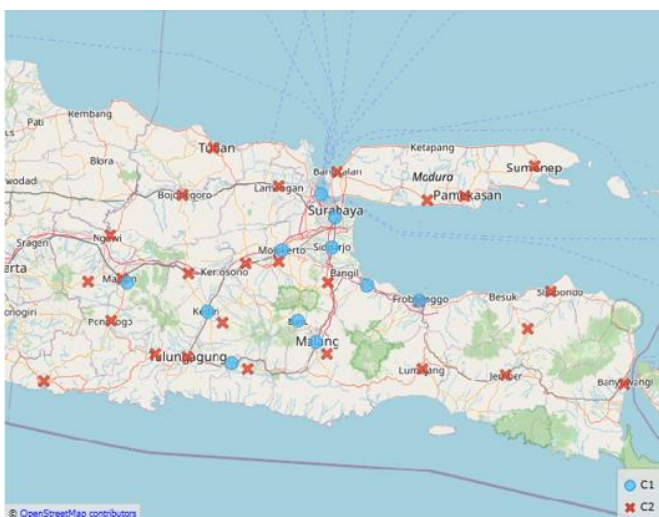 Rembang
Pati
Tuban
Ketapang
Blora
Bangkalan
Sumenep
Madura
Lamongan
Bojonegoro
Pamekasan
Surabaya
Ngawi
Sragen
Mojokerto
Sidoarjo
Kertosono
Bangil
Madiun
Probolinggo
Besuk
Situbondo
Kediri
Ponorogo
Batu
Malang
Tulungagung
Lumajang
Jember
Banyuwangi
C1
C2
© OpenStreetMap contributors